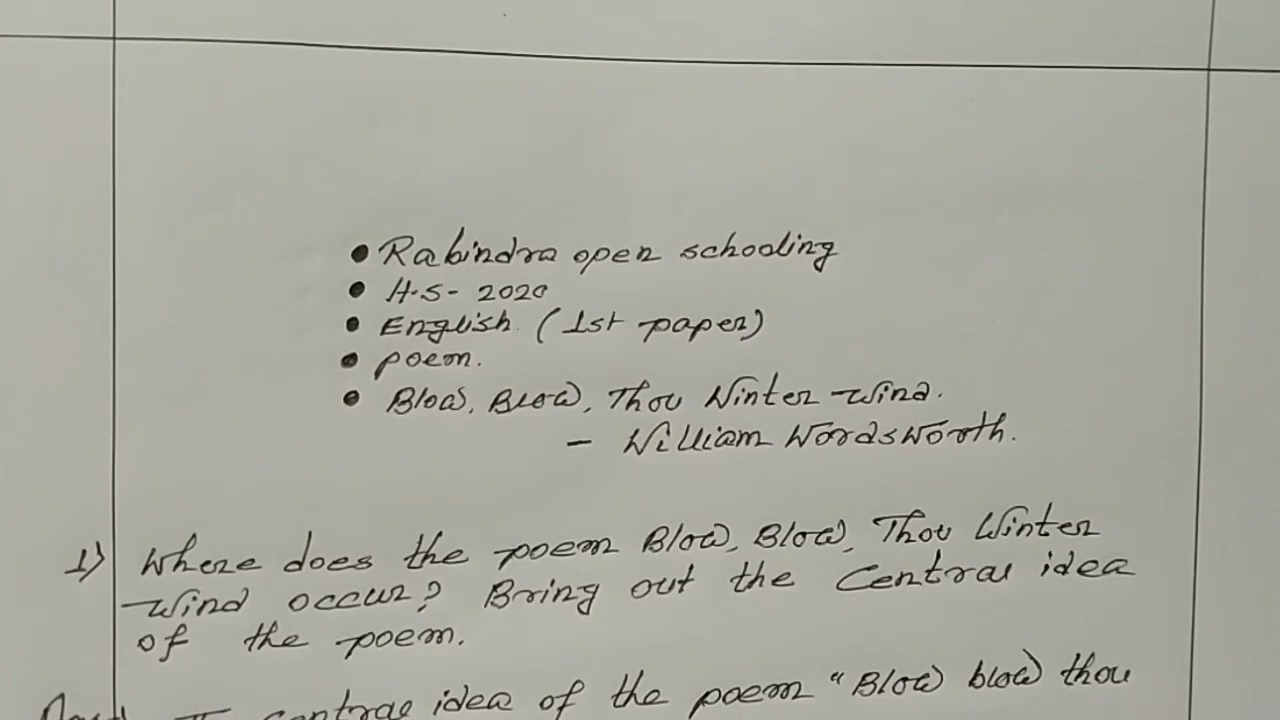 • Rabindra open schooling
• H.S- 2020
• English (1st paper)
• poem.
• Blow, Blow, Thou Winter wind.
- William Wordsworth.
1) Where does the poem Blow, Blow, Thou Winter
wind occur? Bring out the Central idea
of the poem.
central idea of the poem "Blow blow thou